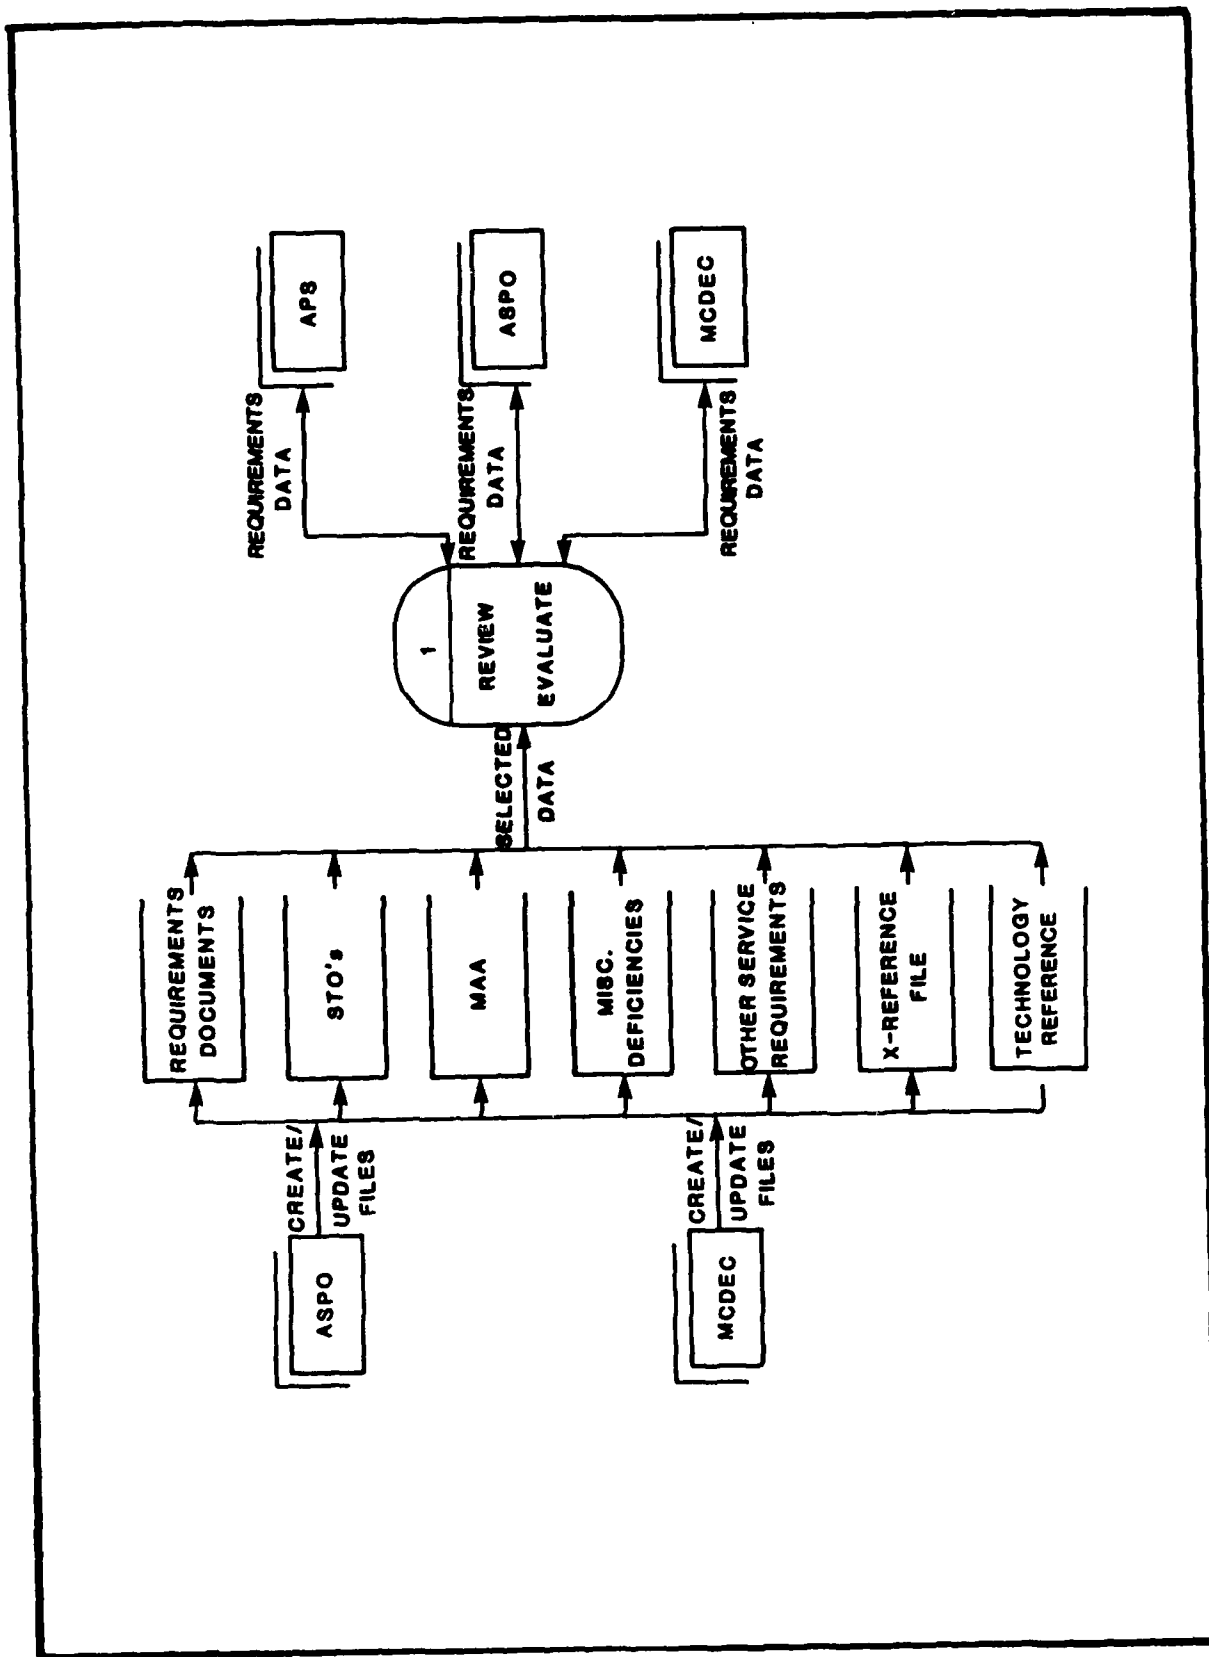 ASPO
CREATE/
UPDATE
FILES
MCDEC
CREATE/
UPDATE
FILES
REQUIREMENTS
DOCUMENTS
STO's
MAA
MISC.
DEFICIENCIES
OTHER SERVICE
REQUIREMENTS
X-REFERENCE
FILE
TECHNOLOGY
REFERENCE
SELECTED
DATA
1
REVIEW
EVALUATE
REQUIREMENTS
DATA
REQUIREMENTS
DATA
REQUIREMENTS
DATA
APS
ASPO
MCDEC